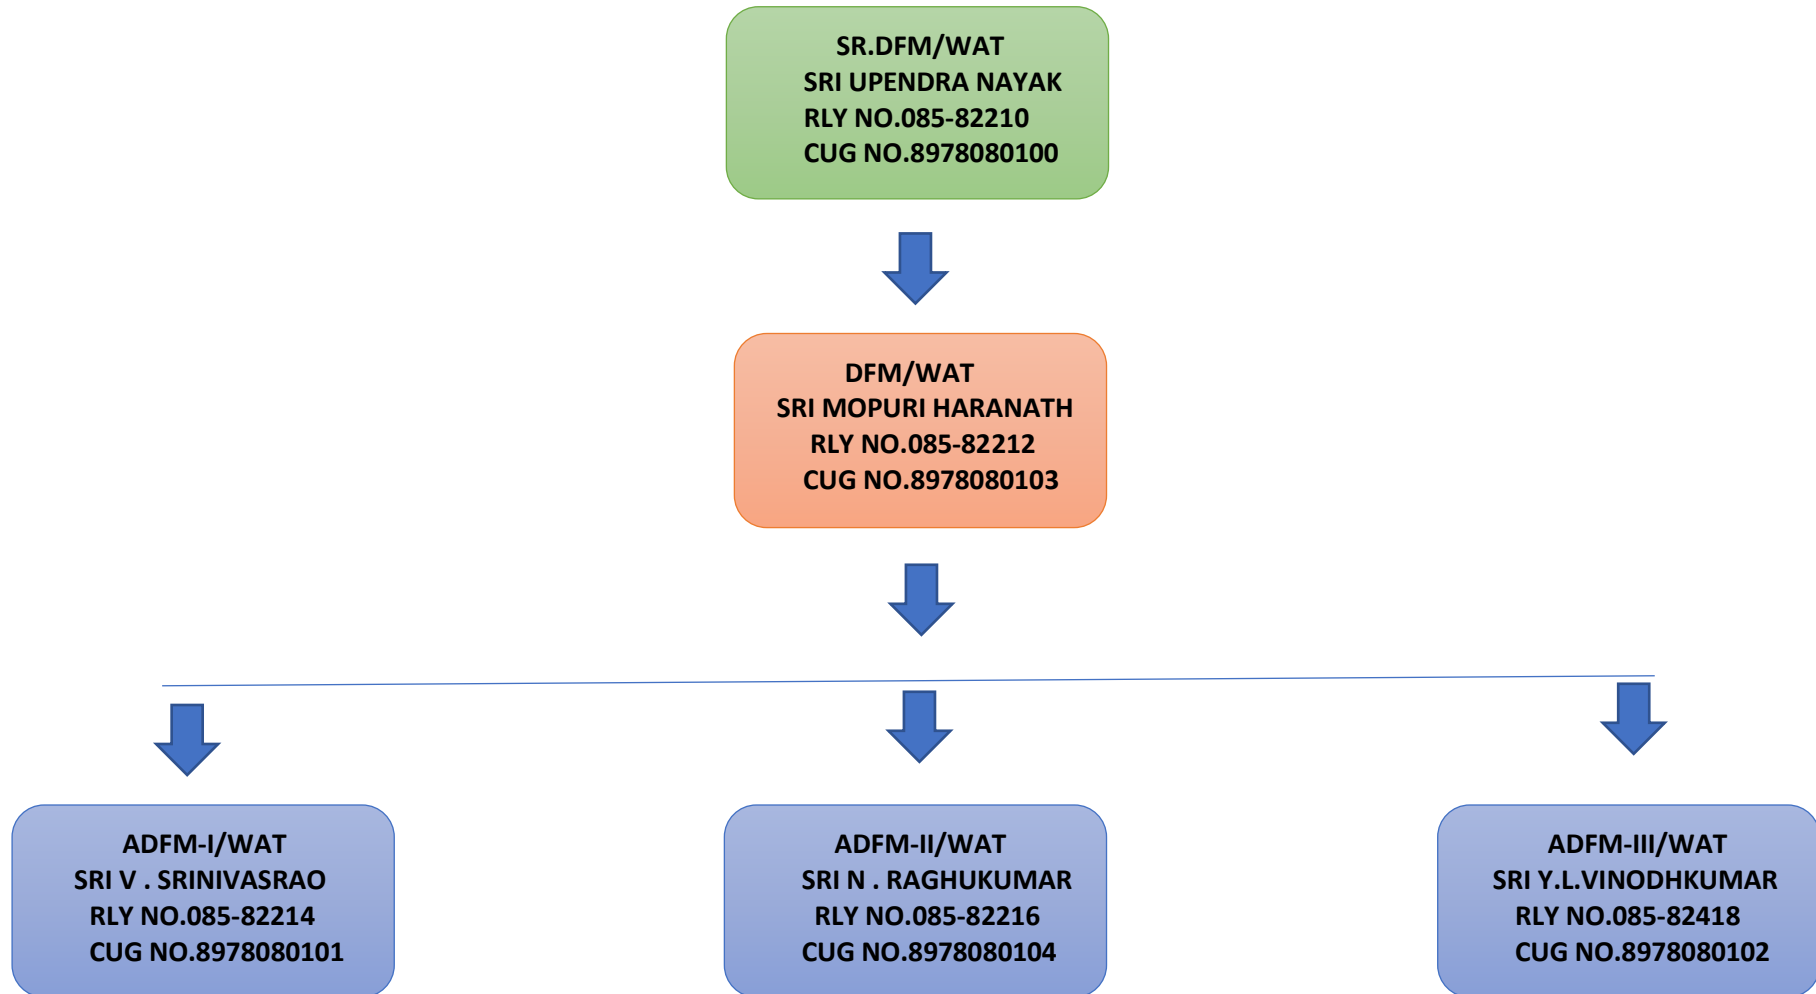 SR.DFM/WAT
SRI UPENDRA NAYAK
RLY NO.085-82210
CUG NO.8978080100
DFM/WAT
SRI MOPURI HARANATH
RLY NO.085-82212
CUG NO.8978080103
ADFM-I/WAT
SRI V . SRINIVASRAO
RLY NO.085-82214
CUG NO.8978080101
ADFM-II/WAT
SRI N . RAGHUKUMAR
RLY NO.085-82216
CUG NO.8978080104
ADFM-III/WAT
SRI Y.L.VINODHKUMAR
RLY NO.085-82418
CUG NO.8978080102